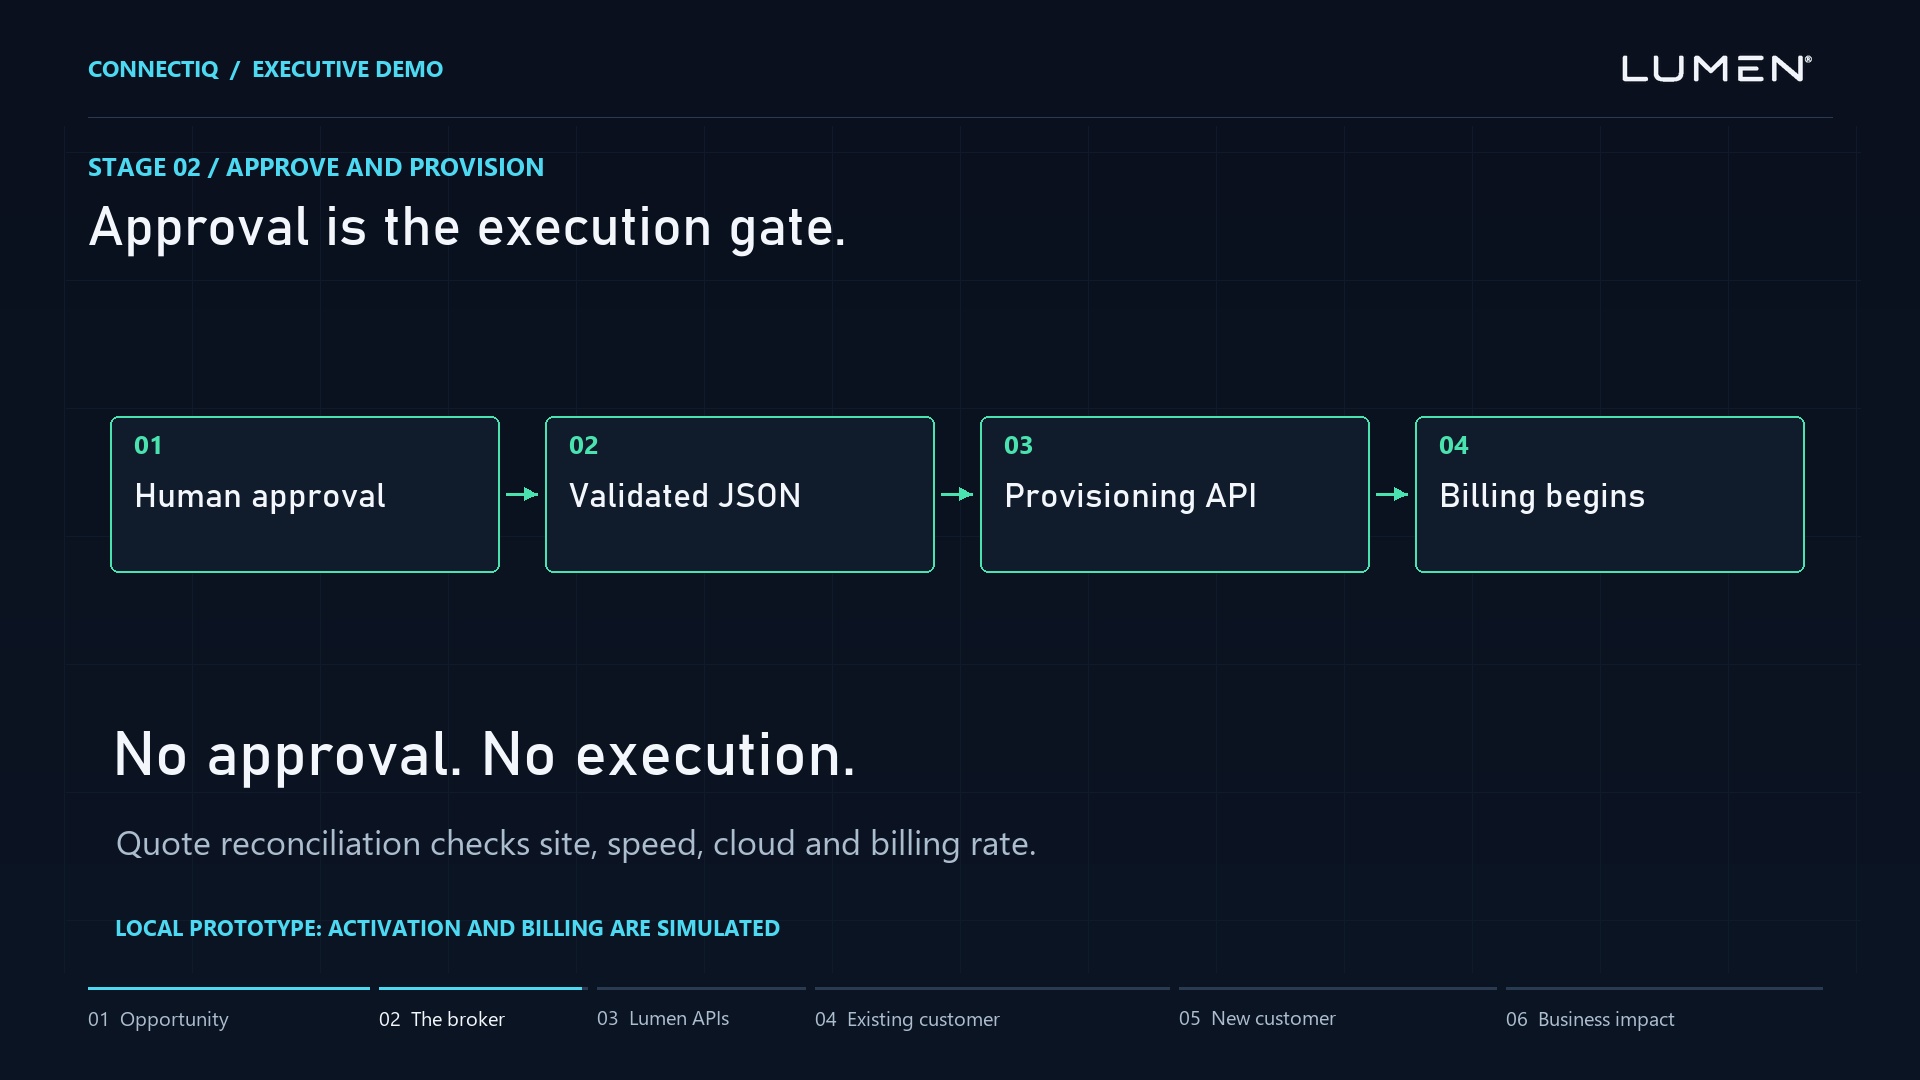 CONNECTIQ / EXECUTIVE DEMO
LUMEN®
STAGE 02 / APPROVE AND PROVISION
Approval is the execution gate.
01
Human approval
02
Validated JSON
03
Provisioning API
04
Billing begins
No approval. No execution.
Quote reconciliation checks site, speed, cloud and billing rate.
LOCAL PROTOTYPE: ACTIVATION AND BILLING ARE SIMULATED
01 Opportunity
02 The broker
03 Lumen APIs
04 Existing customer
05 New customer
06 Business impact